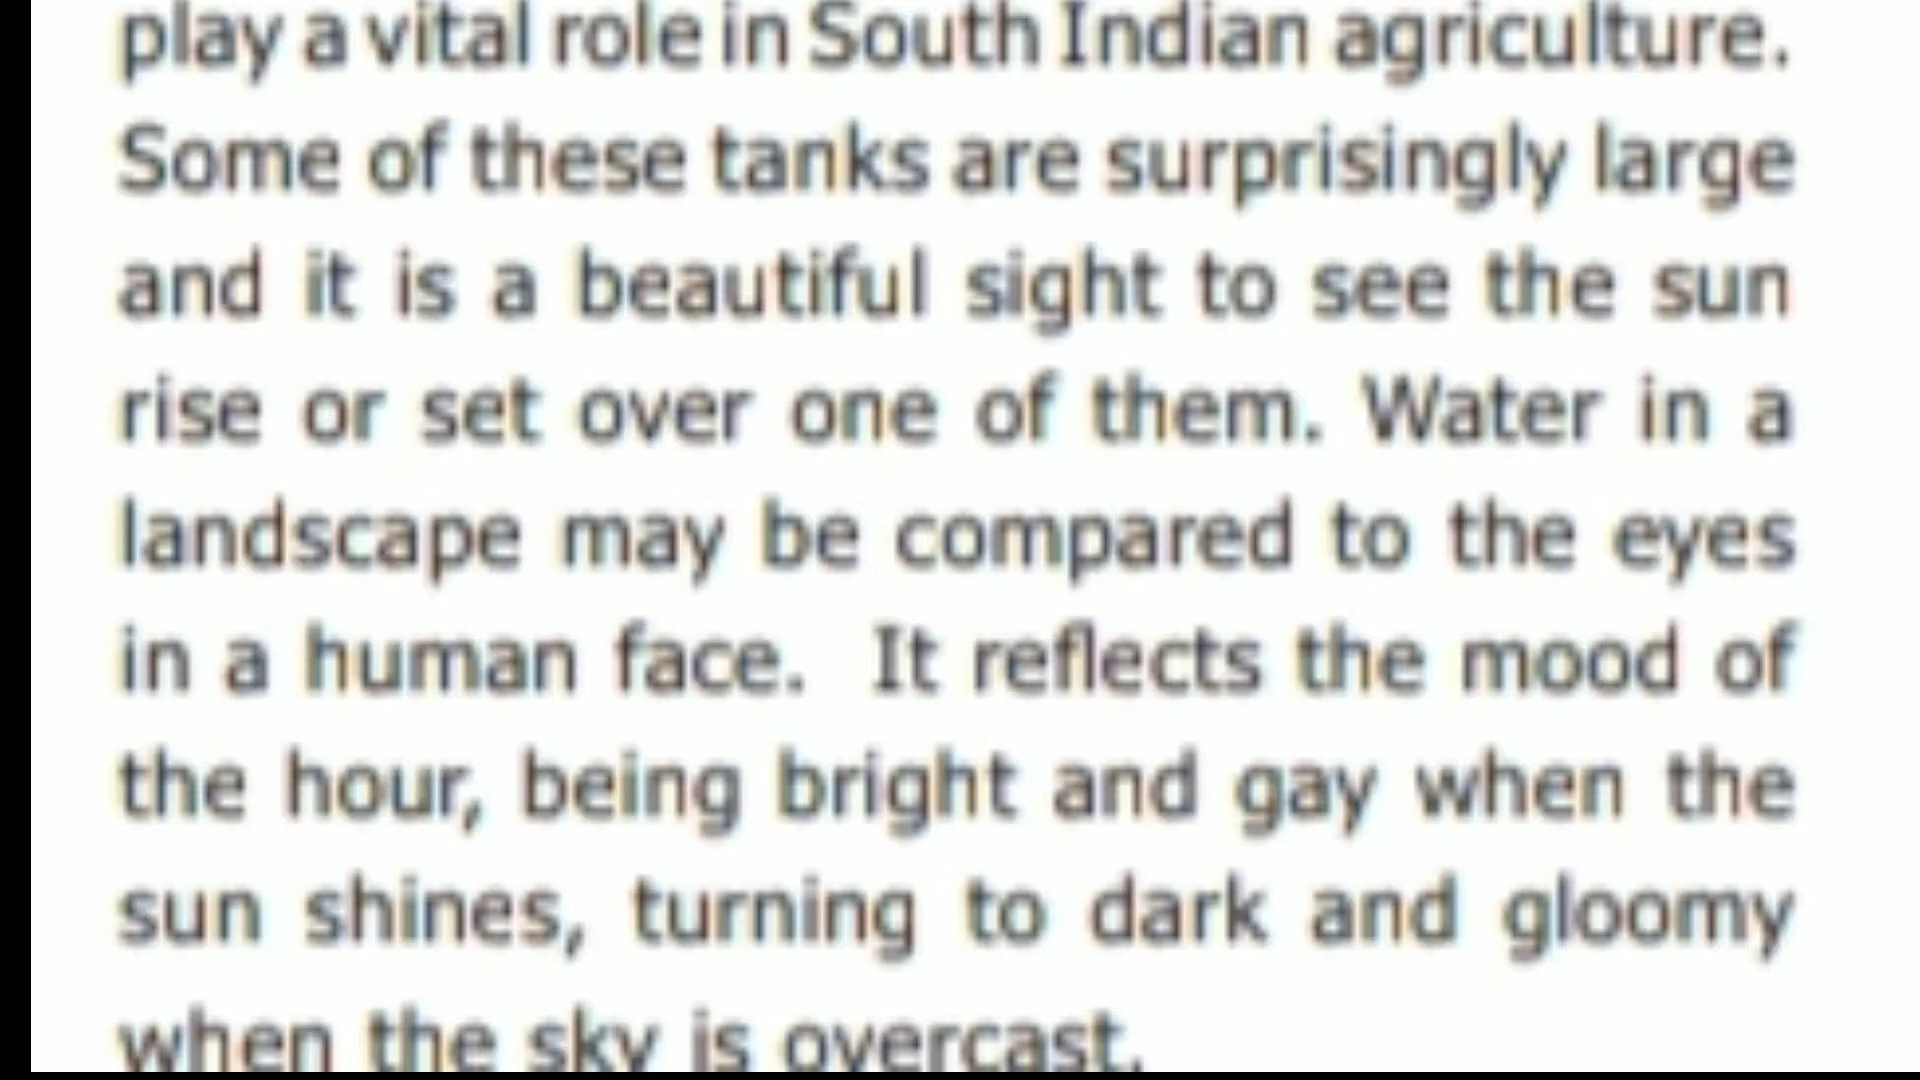 play a vital role in South Indian agriculture.
Some of these tanks are surprisingly large
and it is a beautiful sight to see the sun
rise or set over one of them. Water in a
landscape may be compared to the eyes
in a human face.  It reflects the mood of
the hour, being bright and gay when the
sun shines, turning to dark and gloomy
when the sky is overcast.